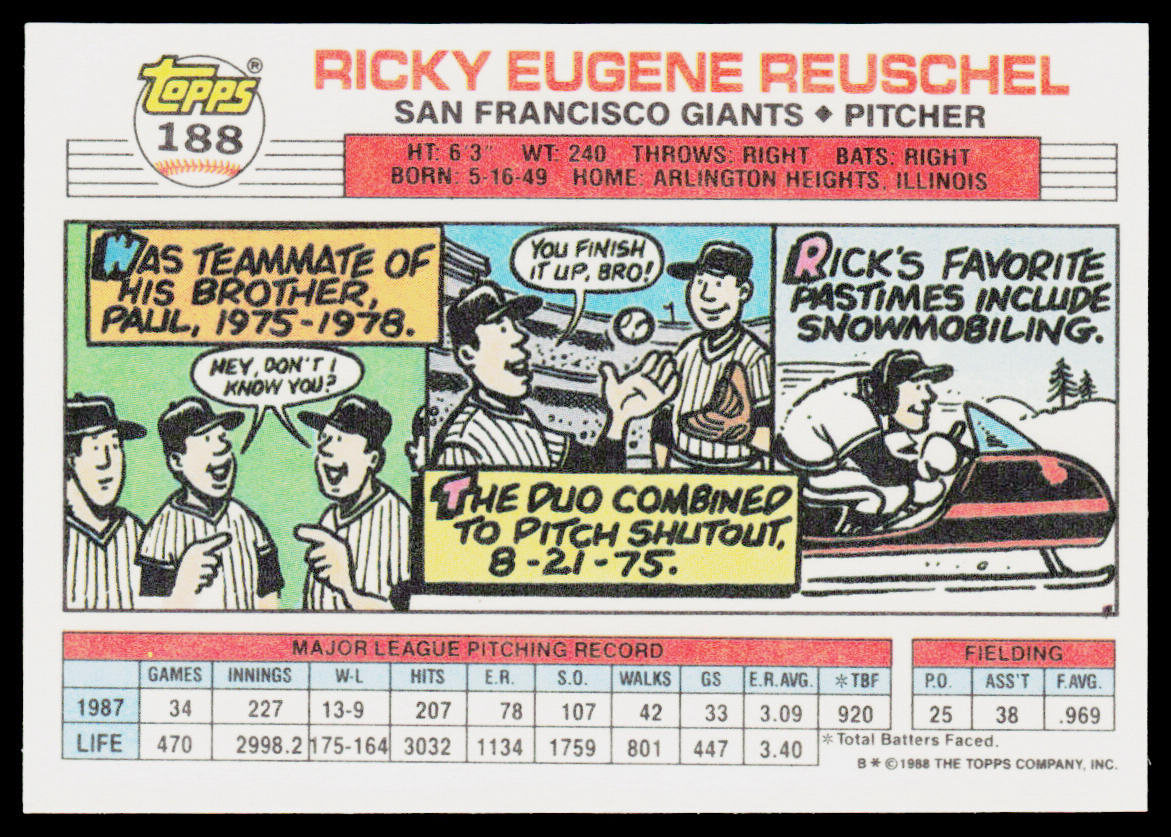 Topps®
188
RICKY EUGENE REUSCHEL
SAN FRANCISCO GIANTS ◆ PITCHER
HT: 6'3" WT: 240 THROWS: RIGHT BATS: RIGHT
BORN: 5-16-49 HOME: ARLINGTON HEIGHTS, ILLINOIS
WAS TEAMMATE OF
HIS BROTHER,
PAUL, 1975-1978.
HEY, DON'T I
KNOW YOU?
YOU FINISH
IT UP, BRO!
THE DUO COMBINED
TO PITCH SHUTOUT,
8-21-75.
RICK'S FAVORITE
PASTIMES INCLUDE
SNOWMOBILING.
MAJOR LEAGUE PITCHING RECORD
GAMES INNINGS W-L HITS E.R. S.O. WALKS GS E.R.AVG. *TBF
1987 34 227 13-9 207 78 107 42 33 3.09 920
LIFE 470 2998.2 175-164 3032 1134 1759 801 447 3.40
FIELDING
P.O. ASS'T F.AVG.
25 38 .969
*Total Batters Faced.
B * ©1988 THE TOPPS COMPANY, INC.